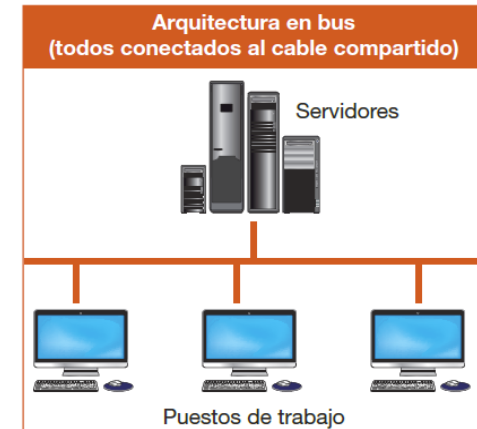 Arquitectura en bus
(todos conectados al cable compartido)
Servidores
Puestos de trabajo